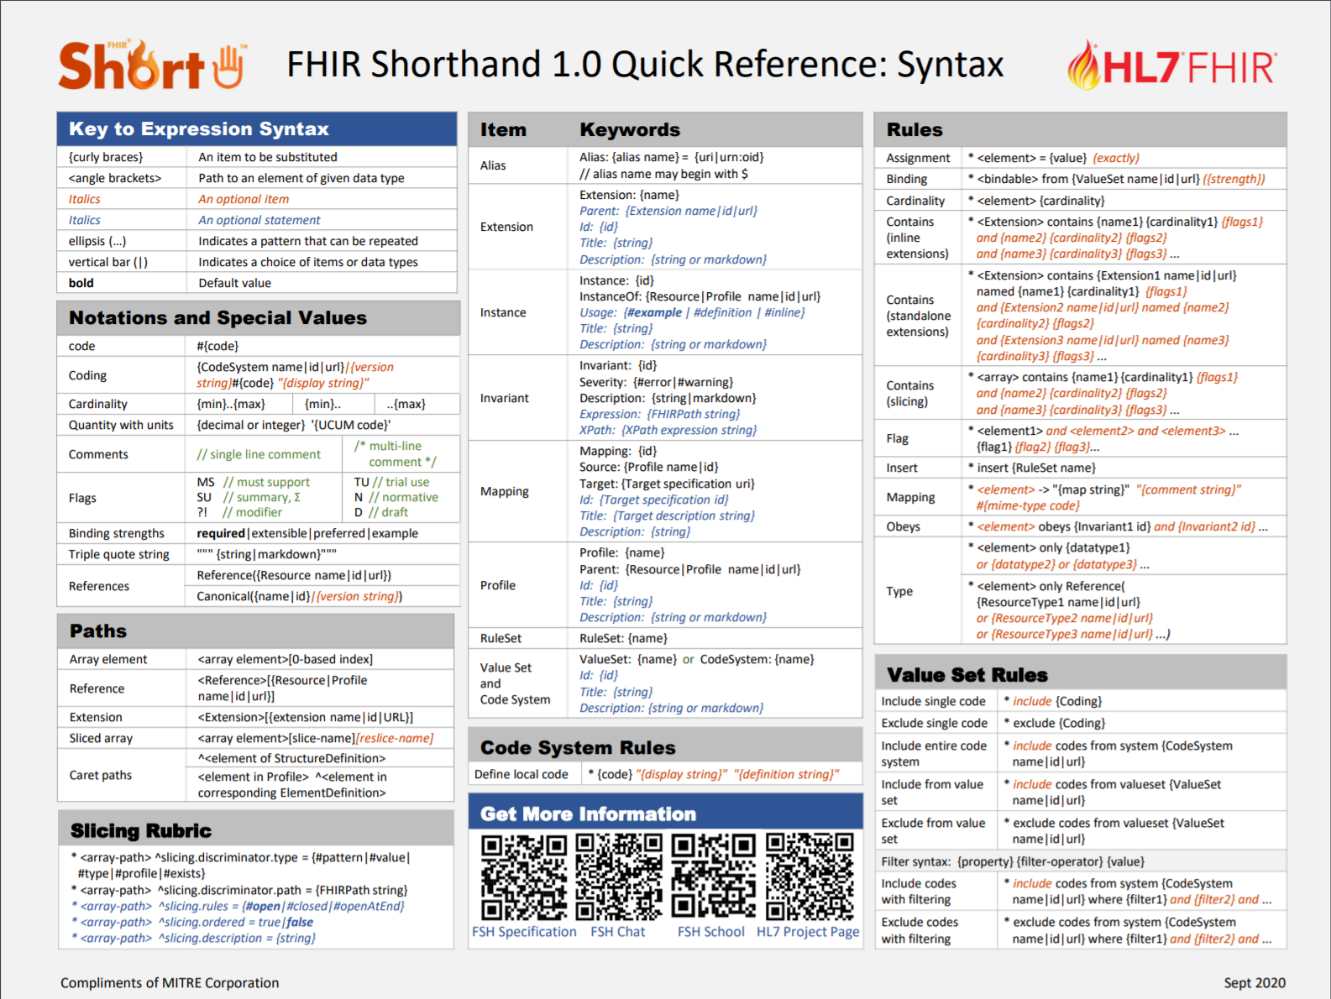 FHIR®
Short
™
FHIR Shorthand 1.0 Quick Reference: Syntax
HL7® FHIR®
Key to Expression Syntax
{curly braces} An item to be substituted
<angle brackets> Path to an element of given data type
Italics An optional item
Italics An optional statement
ellipsis (...) Indicates a pattern that can be repeated
vertical bar (|) Indicates a choice of items or data types
bold Default value
Notations and Special Values
code #{code}
Coding {CodeSystem name|id|url}|{version
string}#{code} "{display string}"
Cardinality {min}..{max} {min}.. ..{max}
Quantity with units {decimal or integer} '{UCUM code}'
Comments // single line comment /* multi-line
comment */
Flags
MS // must support TU // trial use
SU // summary, Σ N // normative
?! // modifier D // draft
Binding strengths required|extensible|preferred|example
Triple quote string """ {string|markdown}"""
References Reference({Resource name|id|url})
Canonical({name|id}|{version string})
Paths
Array element <array element>[0-based index]
Reference <Reference>[{Resource|Profile
name|id|url}]
Extension <Extension>[{extension name|id|URL}]
Sliced array <array element>[slice-name][reslice-name]
Caret paths ^<element of StructureDefinition>
<element in Profile> ^<element in
corresponding ElementDefinition>
Slicing Rubric
* <array-path> ^slicing.discriminator.type = {#pattern|#value|
#type|#profile|#exists}
* <array-path> ^slicing.discriminator.path = {FHIRPath string}
* <array-path> ^slicing.rules = {#open|#closed|#openAtEnd}
* <array-path> ^slicing.ordered = true|false
* <array-path> ^slicing.description = {string}
Item Keywords
Alias
Alias: {alias name} = {uri|urn:oid}
// alias name may begin with $
Extension
Extension: {name}
Parent: {Extension name|id|url}
Id: {id}
Title: {string}
Description: {string or markdown}
Instance
Instance: {id}
InstanceOf: {Resource|Profile name|id|url}
Usage: {#example | #definition | #inline}
Title: {string}
Description: {string or markdown}
Invariant
Invariant: {id}
Severity: {#error|#warning}
Description: {string|markdown}
Expression: {FHIRPath string}
XPath: {XPath expression string}
Mapping
Mapping: {id}
Source: {Profile name|id}
Target: {Target specification uri}
Id: {Target specification id}
Title: {Target description string}
Description: {string}
Profile
Profile: {name}
Parent: {Resource|Profile name|id|url}
Id: {id}
Title: {string}
Description: {string or markdown}
RuleSet RuleSet: {name}
Value Set
and
Code System
ValueSet: {name} or CodeSystem: {name}
Id: {id}
Title: {string}
Description: {string or markdown}
Code System Rules
Define local code * {code} "{display string}" "{definition string}"
Get More Information
FSH Specification FSH Chat FSH School HL7 Project Page
Rules
Assignment * <element> = {value} (exactly)
Binding * <bindable> from {ValueSet name|id|url} ({strength})
Cardinality * <element> {cardinality}
Contains
(inline
extensions)
* <Extension> contains {name1} {cardinality1} {flags1}
and {name2} {cardinality2} {flags2}
and {name3} {cardinality3} {flags3} ...
Contains
(standalone
extensions)
* <Extension> contains {Extension1 name|id|url}
named {name1} {cardinality1} {flags1}
and {Extension2 name|id|url} named {name2}
{cardinality2} {flags2}
and {Extension3 name|id|url} named {name3}
{cardinality3} {flags3} ...
Contains
(slicing)
* <array> contains {name1} {cardinality1} {flags1}
and {name2} {cardinality2} {flags2}
and {name3} {cardinality3} {flags3} ...
Flag
* <element1> and <element2> and <element3> ...
{flag1} {flag2} {flag3}...
Insert * insert {RuleSet name}
Mapping
* <element> -> "{map string}" "{comment string}"
#{mime-type code}
Obeys * <element> obeys {Invariant1 id} and {Invariant2 id} ...
Type
* <element> only {datatype1}
or {datatype2} or {datatype3} ...
* <element> only Reference(
{ResourceType1 name|id|url}
or {ResourceType2 name|id|url}
or {ResourceType3 name|id|url} ...)
Value Set Rules
Include single code * include {Coding}
Exclude single code * exclude {Coding}
Include entire code
system
* include codes from system {CodeSystem
name|id|url}
Include from value
set
* include codes from valueset {ValueSet
name|id|url}
Exclude from value
set
* exclude codes from valueset {ValueSet
name|id|url}
Filter syntax: {property} {filter-operator} {value}
Include codes
with filtering
* include codes from system {CodeSystem
name|id|url} where {filter1} and {filter2} and ...
Exclude codes
with filtering
* exclude codes from system {CodeSystem
name|id|url} where {filter1} and {filter2} and ...
Compliments of MITRE Corporation
Sept 2020